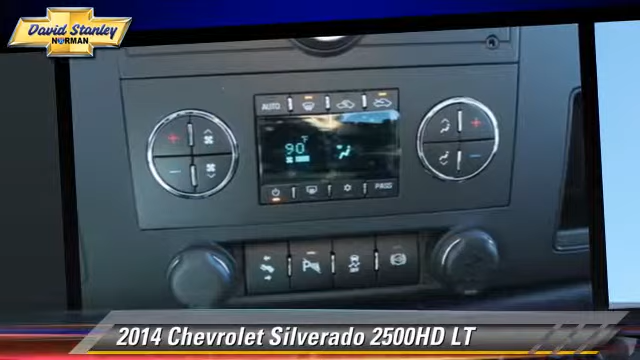 David Stanley
NORMAN
AUTO
°F
90
PASS
2014 Chevrolet Silverado 2500HD LT